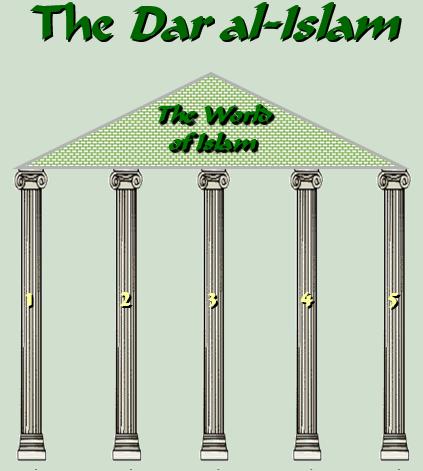 The Dar al-Islam
The World
of Islam
1 2 3 4 5